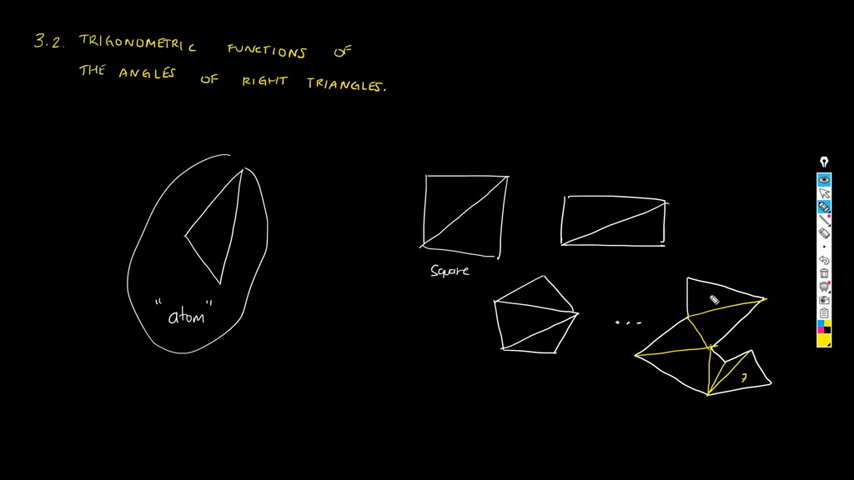 3.2. TRIGONOMETRIC FUNCTIONS OF
THE ANGLES OF RIGHT TRIANGLES.
"atom"
Square
...